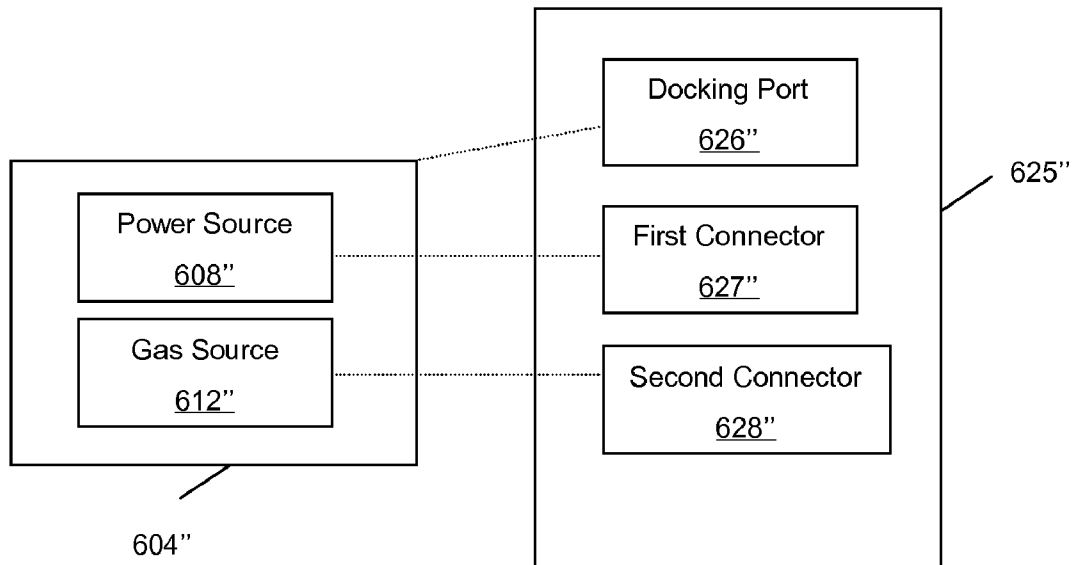 Docking Port
626’’
625’’
Power Source
608’’
First Connector
627’’
Gas Source
612’’
Second Connector
628’’
604’’